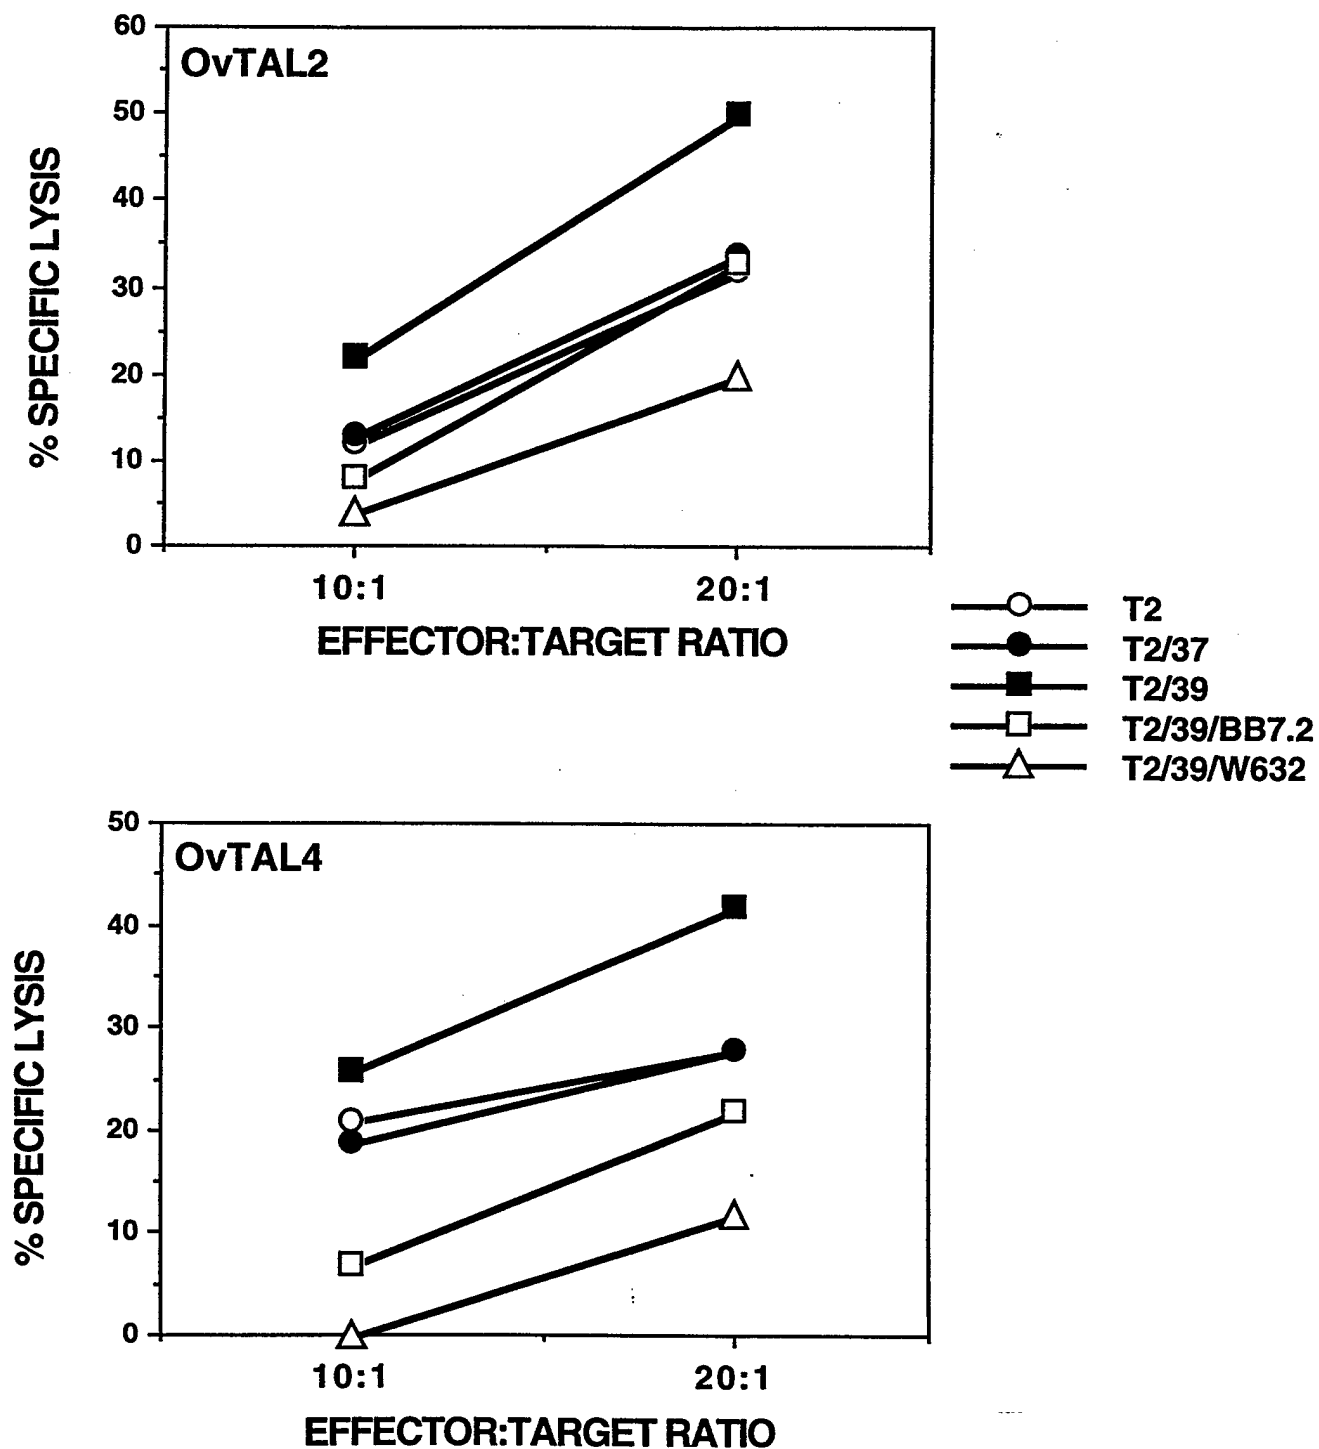 60
OvTAL2
50
40
30
20
10
0
% SPECIFIC LYSIS
10:1 20:1
EFFECTOR:TARGET RATIO
T2
T2/37
T2/39
T2/39/BB7.2
T2/39/W632
50
OvTAL4
40
30
20
10
0
% SPECIFIC LYSIS
10:1 20:1
EFFECTOR:TARGET RATIO